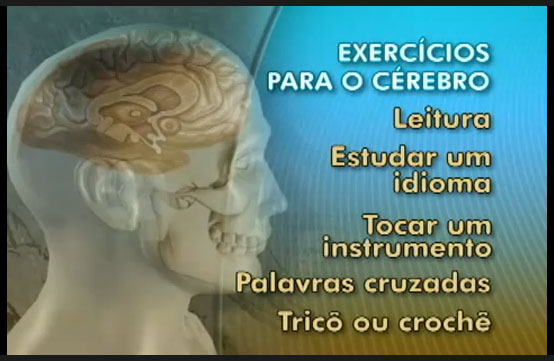 EXERCÍCIOS
PARA O CÉREBRO
Leitura
Estudar um
idioma
Tocar um
instrumento
Palavras cruzadas
Tricô ou crochê